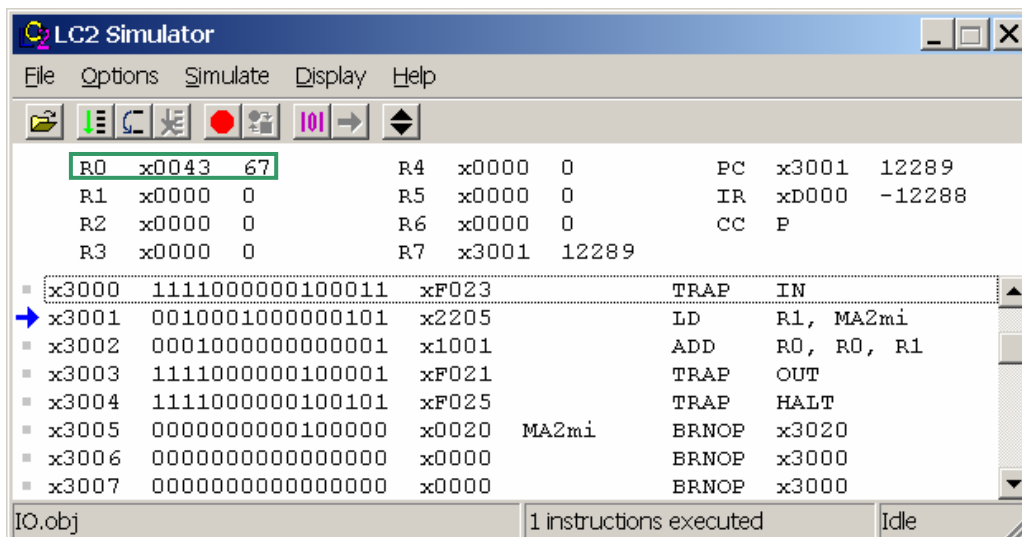 LC2 Simulator
File Options Simulate Display Help
R0 x0043 67 R4 x0000 0 PC x3001 12289
R1 x0000 0 R5 x0000 0 IR xD000 -12288
R2 x0000 0 R6 x0000 0 CC P
R3 x0000 0 R7 x3001 12289
x3000 1111000000100011 xF023 TRAP IN
x3001 0010001000000101 x2205 LD R1, MA2mi
x3002 0001000000000001 x1001 ADD R0, R0, R1
x3003 1111000000100001 xF021 TRAP OUT
x3004 1111000000100101 xF025 TRAP HALT
x3005 0000000000100000 x0020 MA2mi BRNOP x3020
x3006 0000000000000000 x0000 BRNOP x3000
x3007 0000000000000000 x0000 BRNOP x3000
IO.obj 1 instructions executed Idle